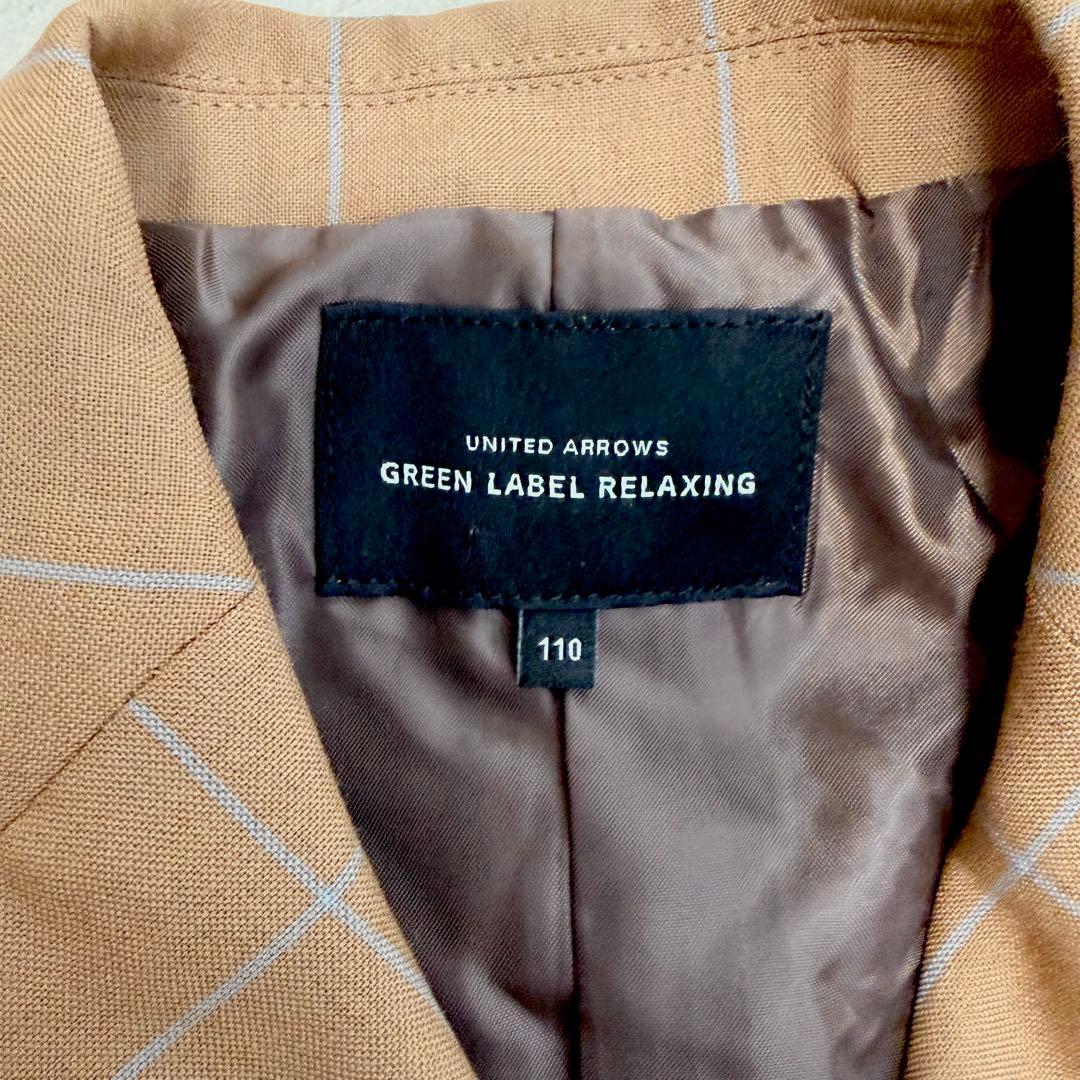 UNITED ARROWS
GREEN LABEL RELAXING
110